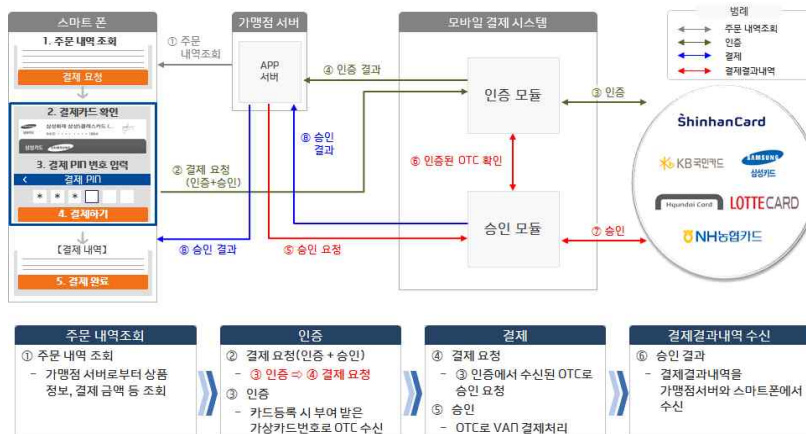 스마트 폰
가맹점 서버
모바일 결제 시스템
범례
주문 내역조회
인증
결제
결제결과내역
1. 주문 내역 조회
결제 요청
2. 결제카드 확인
삼성카드
3. 결제 PIN 번호 입력
결제 PIN
* * *
4. 결제하기
【결제 내역】
5. 결제 완료
① 주문
내역조회
APP
서버
④ 인증 결과
② 결제 요청
(인증+승인)
⑧ 승인
결과
⑧ 승인 결과
⑤ 승인 요청
인증 모듈
⑥ 인증된 OTC 확인
승인 모듈
③ 인증
⑦ 승인
ShinhanCard
KB국민카드
SAMSUNG
삼성카드
Hyundai Card
LOTTECARD
NH농협카드
주문 내역조회
① 주문 내역 조회
- 가맹점 서버로부터 상품
정보, 결제 금액 등 조회
인증
② 결제 요청(인증 + 승인)
- ③ 인증 ⇨ ④ 결제 요청
③ 인증
- 카드등록 시 부여 받은
가상카드번호로 OTC 수신
결제
④ 결제 요청
- ③ 인증에서 수신된 OTC로
승인 요청
⑤ 승인
- OTC로 VAN 결제처리
결제결과내역 수신
⑥ 승인 결과
- 결제결과내역을
가맹점서버와 스마트폰에서
수신